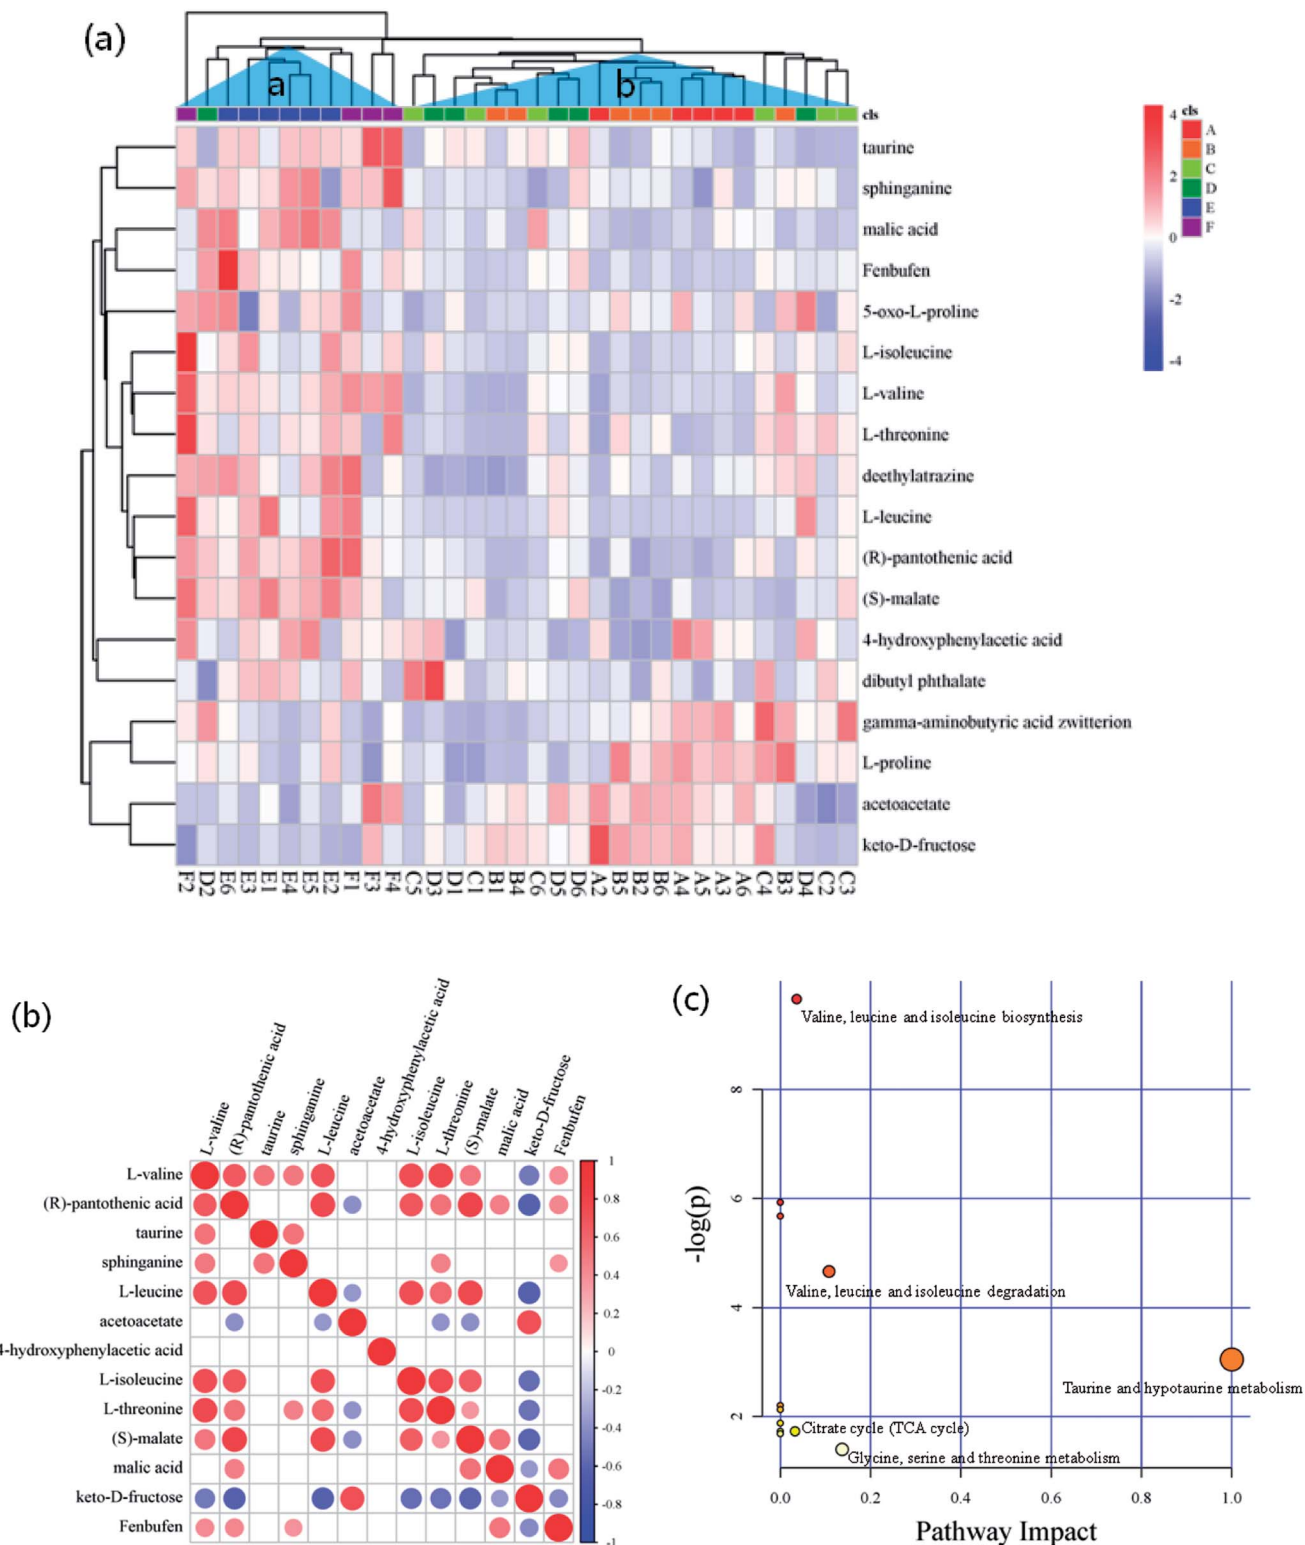 (a)
a
b
cls
4
2
0
-2
-4
cls
A
B
C
D
E
F
taurine
sphinganine
malic acid
Fenbufen
5-oxo-L-proline
L-isoleucine
L-valine
L-threonine
deethylatrazine
L-leucine
(R)-pantothenic acid
(S)-malate
4-hydroxyphenylacetic acid
dibutyl phthalate
gamma-aminobutyric acid zwitterion
L-proline
acetoacetate
keto-D-fructose
F2 D2 E6 E3 E1 E4 E5 E2 F1 F3 F4 C5 D3 D1 C1 B1 B4 C6 D5 D6 A2 B5 B2 B6 A4 A5 A3 A6 C4 B3 D4 C2 C3
(b)
L-valine
(R)-pantothenic acid
taurine
sphinganine
L-leucine
acetoacetate
4-hydroxyphenylacetic acid
L-isoleucine
L-threonine
(S)-malate
malic acid
keto-D-fructose
Fenbufen
L-valine
(R)-pantothenic acid
taurine
sphinganine
L-leucine
acetoacetate
4-hydroxyphenylacetic acid
L-isoleucine
L-threonine
(S)-malate
malic acid
keto-D-fructose
Fenbufen
1
0.8
0.6
0.4
0.2
0
-0.2
-0.4
-0.6
-0.8
-1
(c)
Valine, leucine and isoleucine biosynthesis
Valine, leucine and isoleucine degradation
Taurine and hypotaurine metabolism
Citrate cycle (TCA cycle)
Glycine, serine and threonine metabolism
-log(p)
8
6
4
2
0.0 0.2 0.4 0.6 0.8 1.0
Pathway Impact